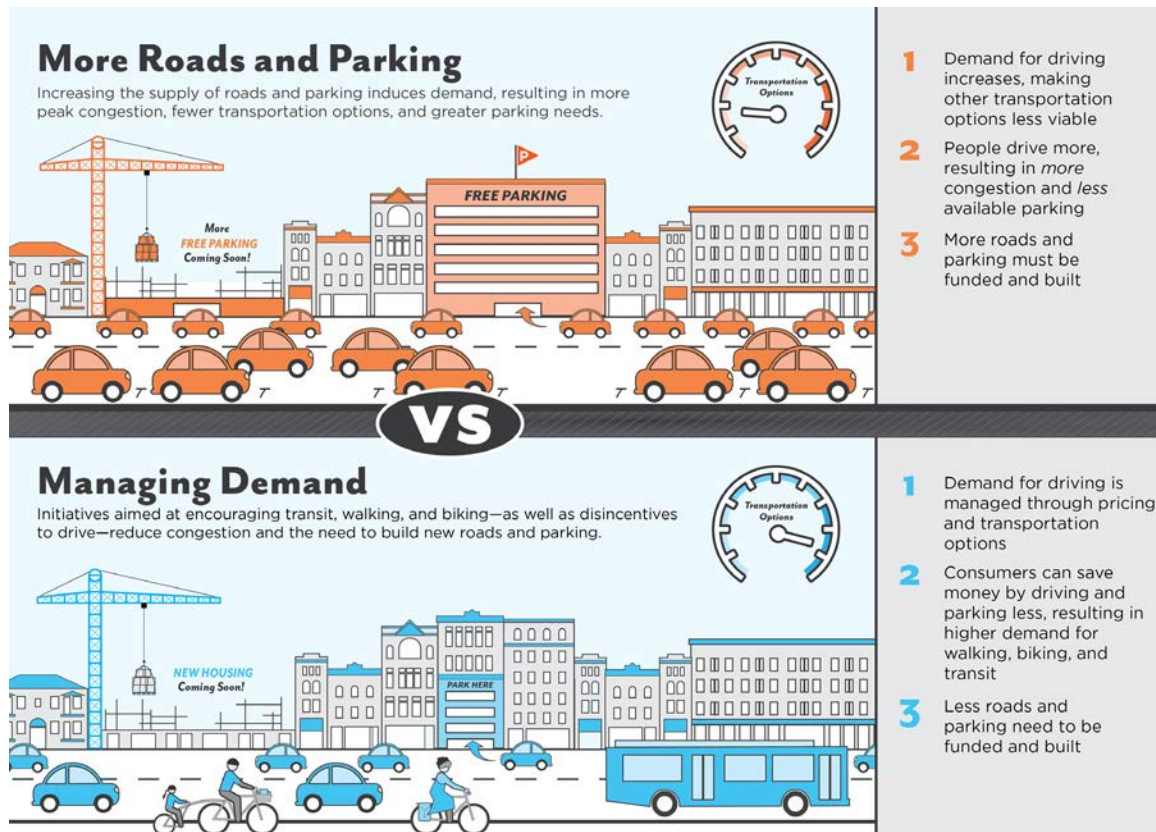 More Roads and Parking
Increasing the supply of roads and parking induces demand, resulting in more
peak congestion, fewer transportation options, and greater parking needs.
Transportation
Options
More
FREE PARKING
Coming Soon!
P
FREE PARKING
1
Demand for driving
increases, making
other transportation
options less viable
2
People drive more,
resulting in more
congestion and less
available parking
3
More roads and
parking must be
funded and built
VS
Managing Demand
Initiatives aimed at encouraging transit, walking, and biking—as well as disincentives
to drive—reduce congestion and the need to build new roads and parking.
Transportation
Options
NEW HOUSING
Coming Soon!
PARK HERE
1
Demand for driving is
managed through pricing
and transportation
options
2
Consumers can save
money by driving and
parking less, resulting in
higher demand for
walking, biking, and
transit
3
Less roads and
parking need to be
funded and built